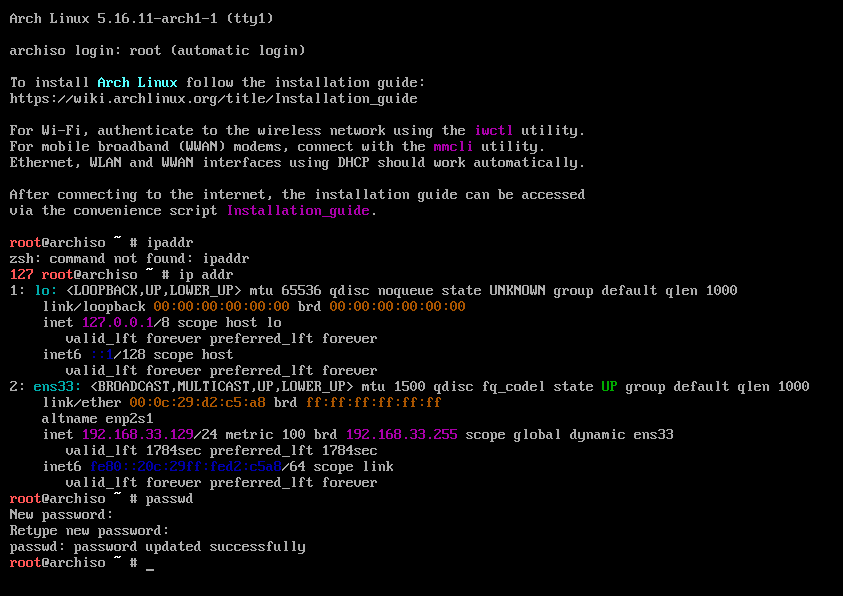 Arch Linux 5.16.11-arch1-1 (tty1)
archiso login: root (automatic login)
To install Arch Linux follow the installation guide:
https://wiki.archlinux.org/title/Installation_guide
For Wi-Fi, authenticate to the wireless network using the iwctl utility.
For mobile broadband (WWAN) modems, connect with the mmcli utility.
Ethernet, WLAN and WWAN interfaces using DHCP should work automatically.
After connecting to the internet, the installation guide can be accessed
via the convenience script Installation_guide.
root@archiso ~ # ipaddr
zsh: command not found: ipaddr
127 root@archiso ~ # ip addr
1: lo: <LOOPBACK,UP,LOWER_UP> mtu 65536 qdisc noqueue state UNKNOWN group default qlen 1000
    link/loopback 00:00:00:00:00:00 brd 00:00:00:00:00:00
    inet 127.0.0.1/8 scope host lo
       valid_lft forever preferred_lft forever
    inet6 ::1/128 scope host
       valid_lft forever preferred_lft forever
2: ens33: <BROADCAST,MULTICAST,UP,LOWER_UP> mtu 1500 qdisc fq_codel state UP group default qlen 1000
    link/ether 00:0c:29:d2:c5:a8 brd ff:ff:ff:ff:ff:ff
    altname enp2s1
    inet 192.168.33.129/24 metric 100 brd 192.168.33.255 scope global dynamic ens33
       valid_lft 1784sec preferred_lft 1784sec
    inet6 fe80::20c:29ff:fed2:c5a8/64 scope link
       valid_lft forever preferred_lft forever
root@archiso ~ # passwd
New password:
Retype new password:
passwd: password updated successfully
root@archiso ~ # _